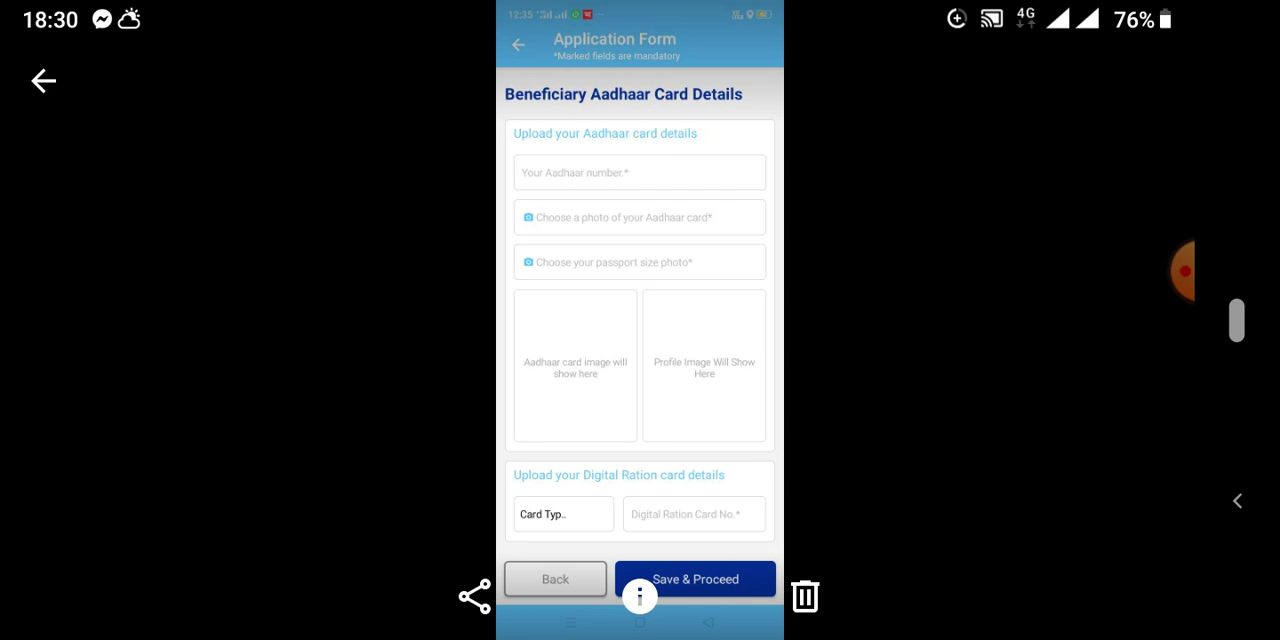 18:30
4G
76%
12:35
Application Form
*Marked fields are mandatory
Beneficiary Aadhaar Card Details
Upload your Aadhaar card details
Your Aadhaar number.*
Choose a photo of your Aadhaar card*
Choose your passport size photo*
Aadhaar card image will
show here
Profile Image Will Show
Here
Upload your Digital Ration card details
Card Typ..
Digital Ration Card No.*
Back
Save & Proceed